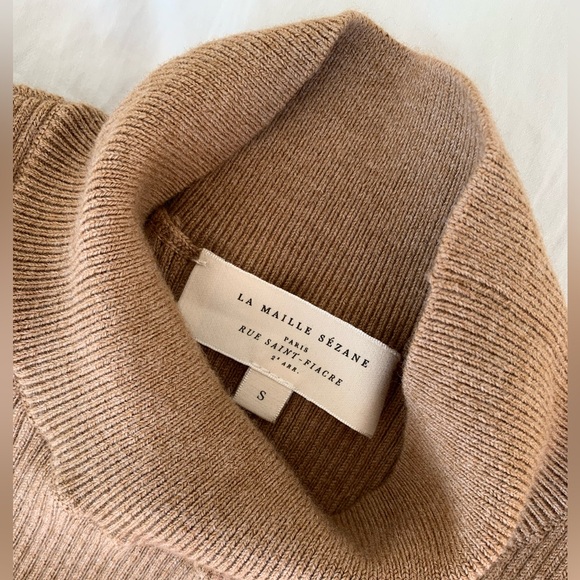 LA MAILLE SÉZANE
PARIS
RUE SAINT-FIACRE
2e ARR.
S